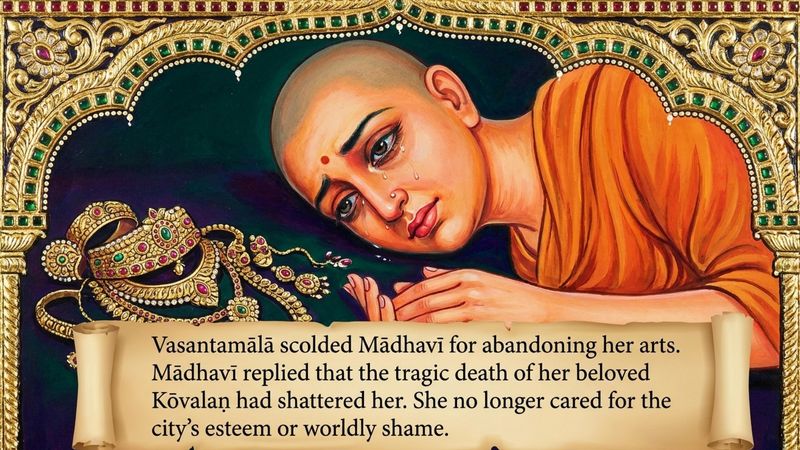 Vasantamālā scolded Mādhavī for abandoning her arts.
Mādhavī replied that the tragic death of her beloved
Kōvalaṇ had shattered her. She no longer cared for the
city’s esteem or worldly shame.